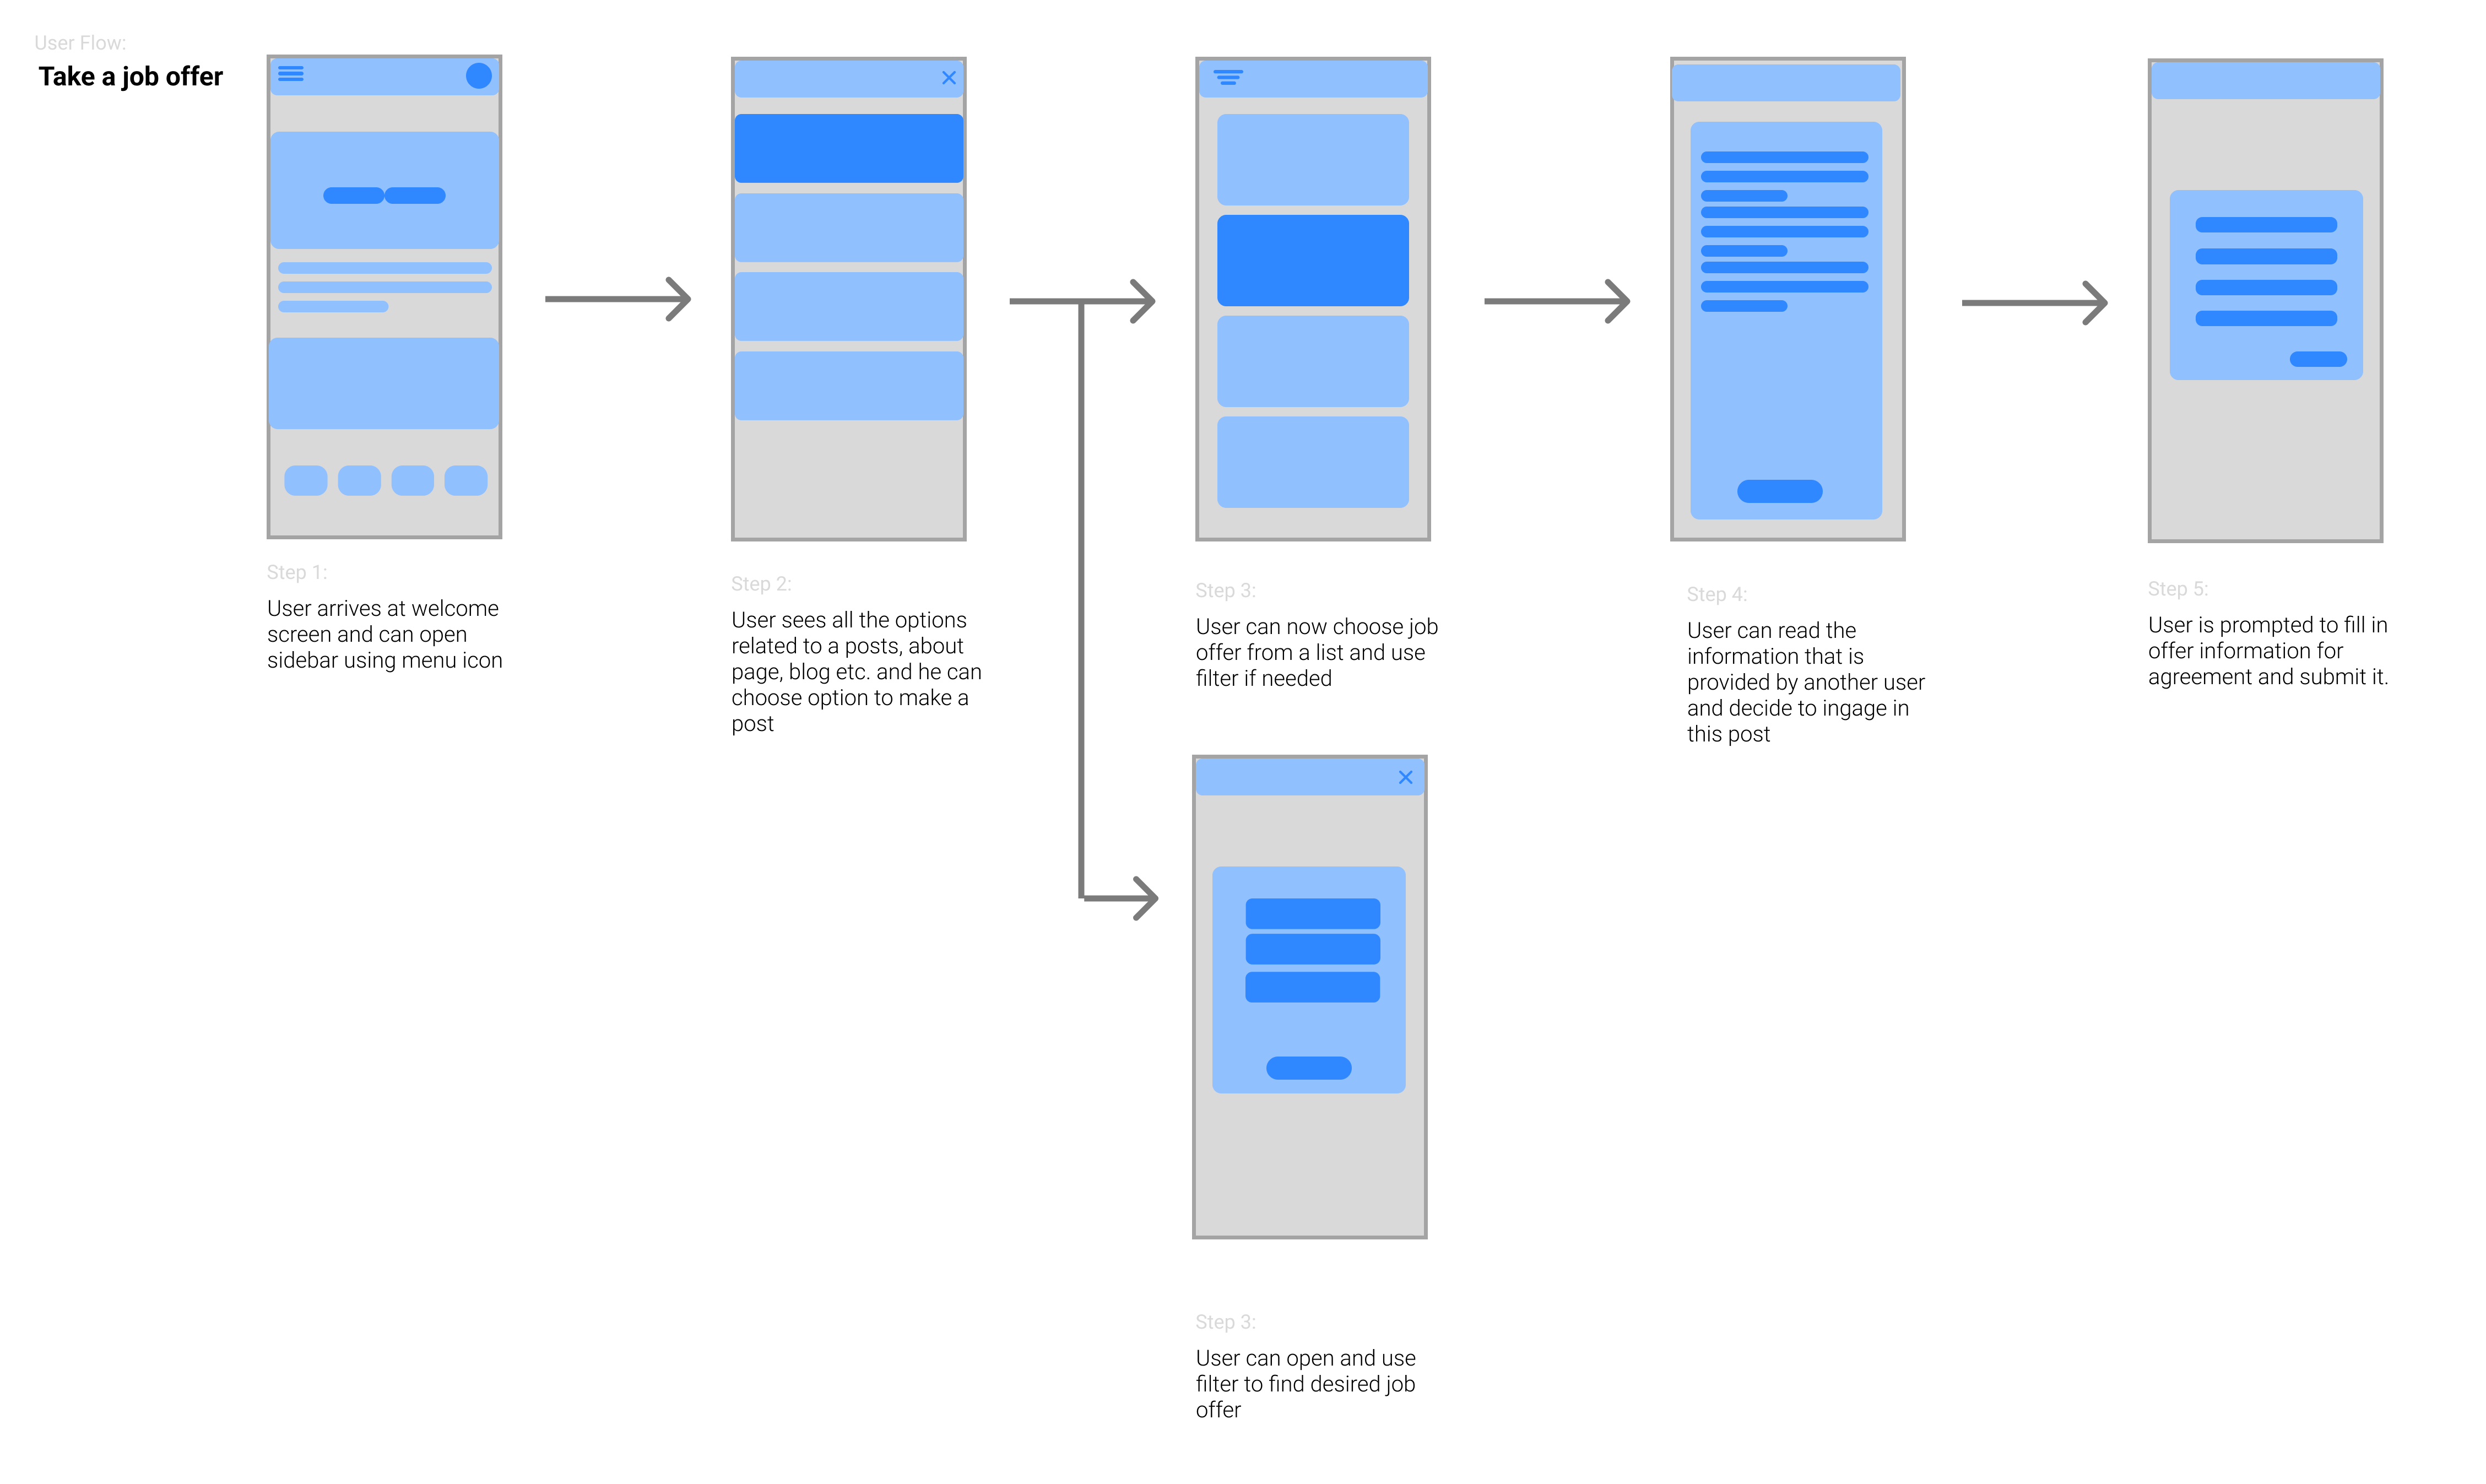 User Flow:
Take a job offer
Step 1:
User arrives at welcome
screen and can open
sidebar using menu icon
Step 2:
User sees all the options
related to a posts, about
page, blog etc. and he can
choose option to make a
post
Step 3:
User can now choose job
offer from a list and use
filter if needed
Step 4:
User can read the
information that is
provided by another user
and decide to ingage in
this post
Step 5:
User is prompted to fill in
offer information for
agreement and submit it.
Step 3:
User can open and use
filter to find desired job
offer